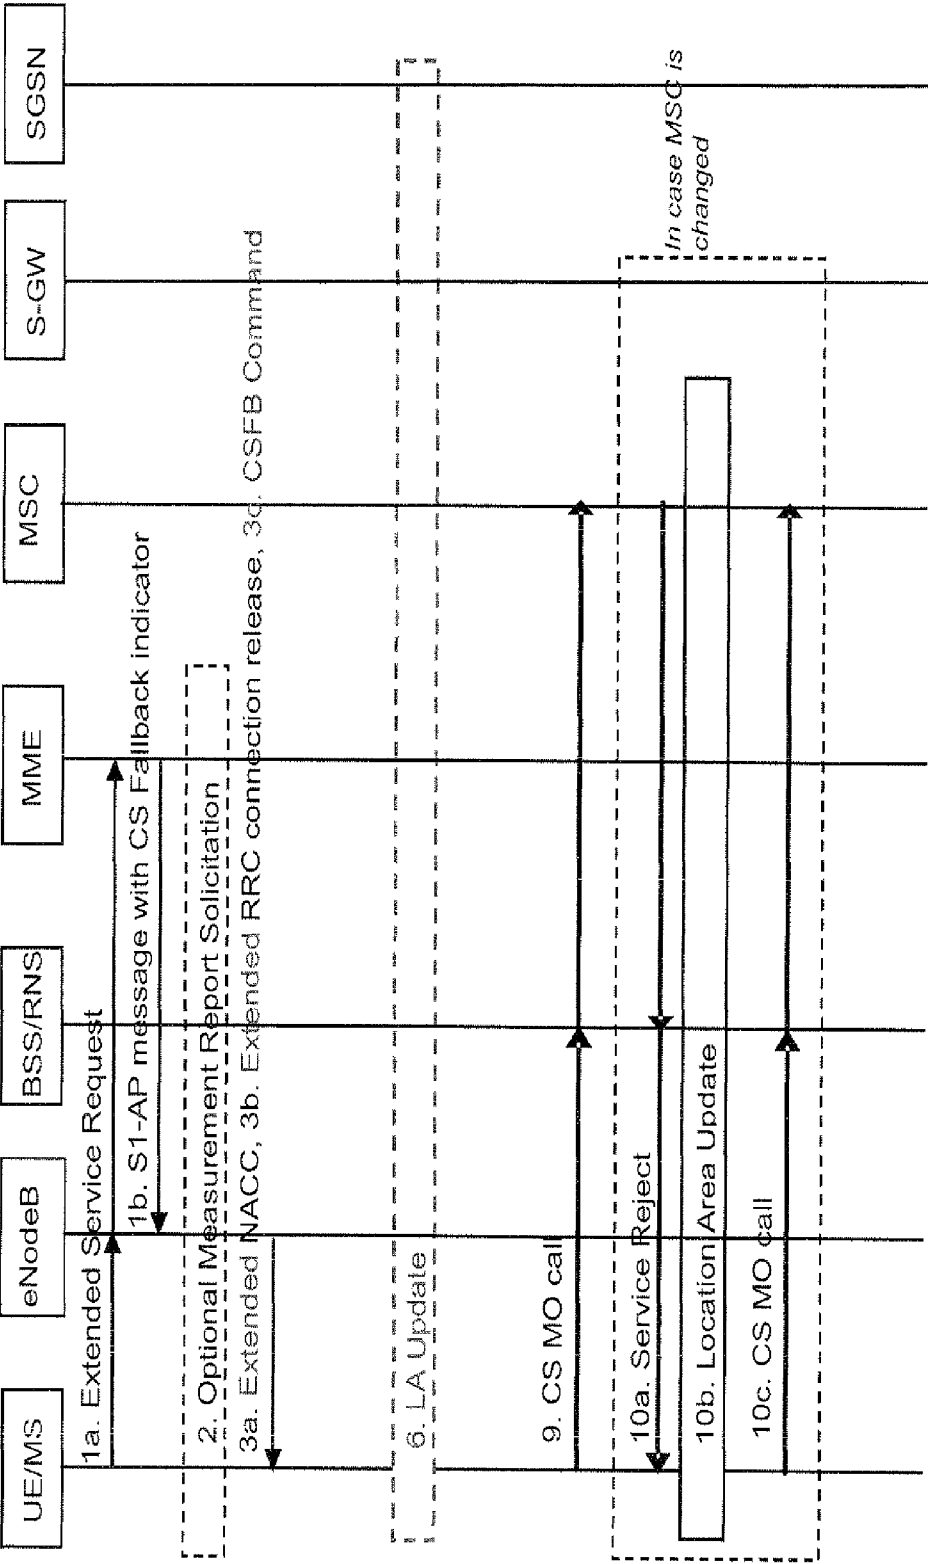 UE/MS
eNodeB
BSS/RNS
MME
MSC
S-GW
SGSN
1a. Extended Service Request
1b. S1-AP message with CS Fallback indicator
2. Optional Measurement Report Solicitation
3a. Extended NACC, 3b. Extended RRC connection release, 3c. CSFB Command
6. LA Update
9. CS MO call
10a. Service Reject
In case MSC is
changed
10b. Location Area Update
10c. CS MO call